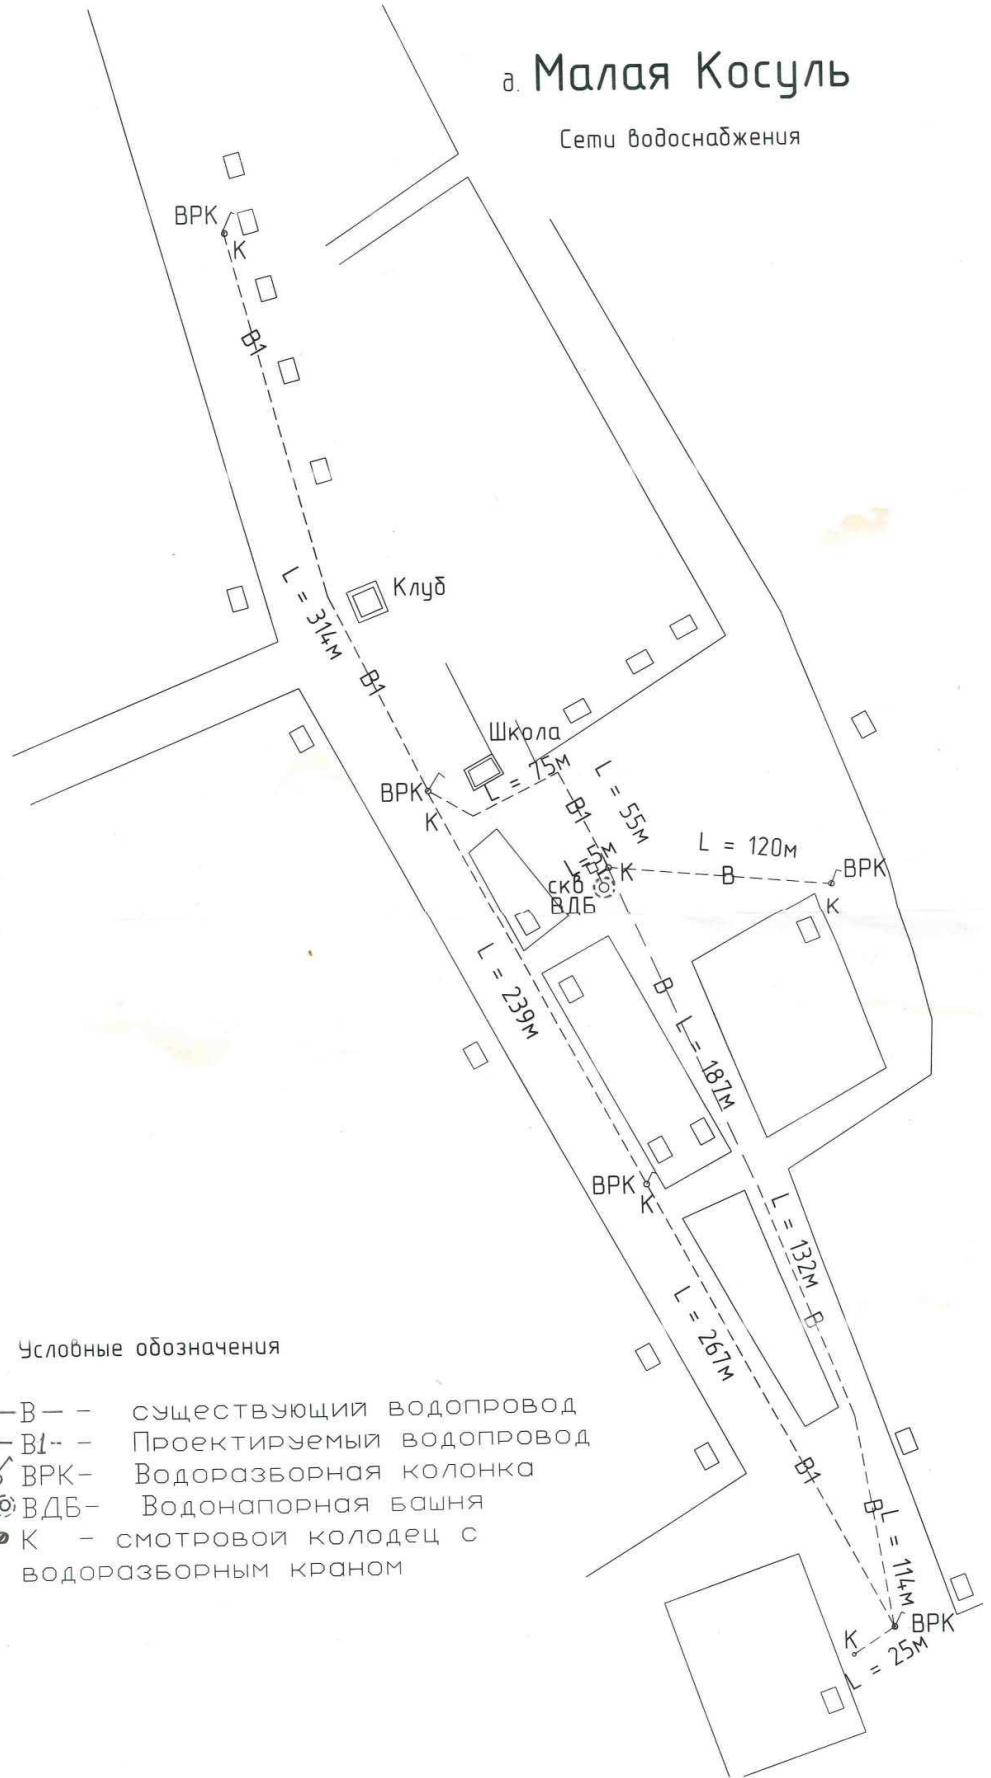 д. Малая Косуль
Сети водоснабжения
ВРК
К
В1
L = 314м
Клуб
В1
Школа
L = 75м
ВРК
К
В1
L = 55м
L=5м
К
скв
ВДБ
L = 120м
В
ВРК
К
L = 239м
В
L = 187м
ВРК
К
L = 132м
В
L = 267м
В1
В
L = 114м
ВРК
К
L = 25м
Условные обозначения
—В— – существующий водопровод
– В1-- – Проектируемый водопровод
ВРК– Водоразборная колонка
ВДБ– Водонапорная башня
К – смотровой колодец с
водоразборным краном